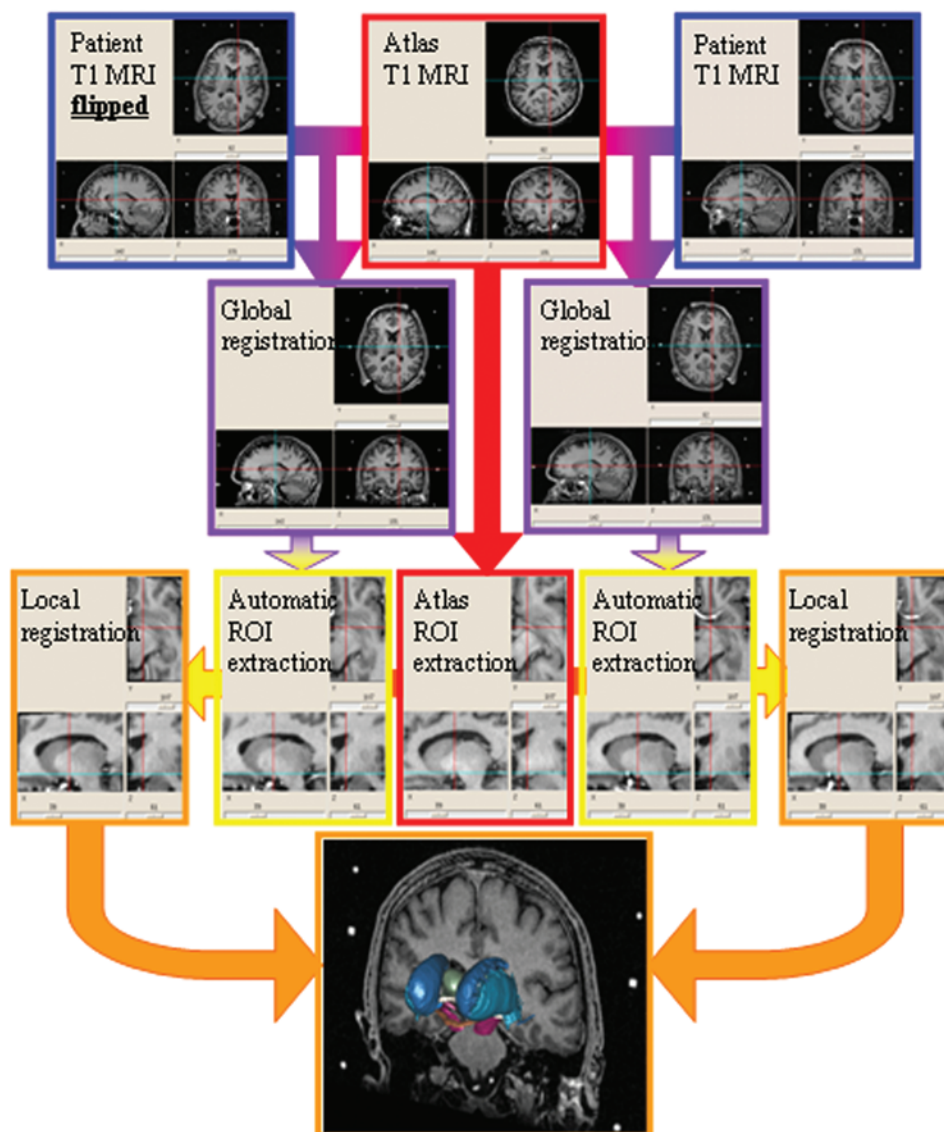 Patient
T1 MRI
flipped
Atlas
T1 MRI
Patient
T1 MRI
Global
registration
Global
registration
Local
registration
Automatic
ROI
extraction
Atlas
ROI
extraction
Automatic
ROI
extraction
Local
registration